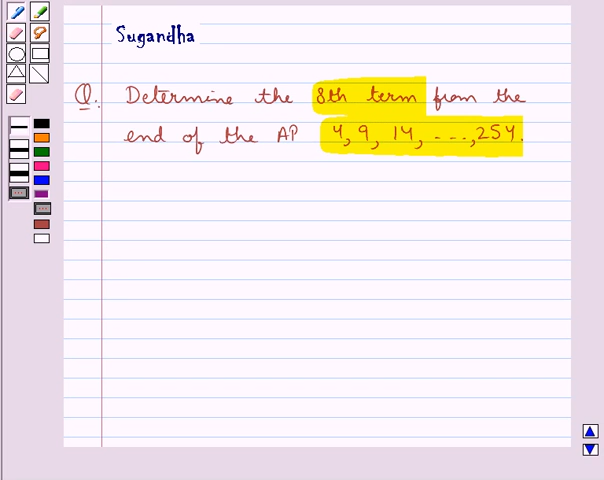 Sugandha
Q. Determine the 8th term from the
end of the AP 4, 9, 14, ---, 254.